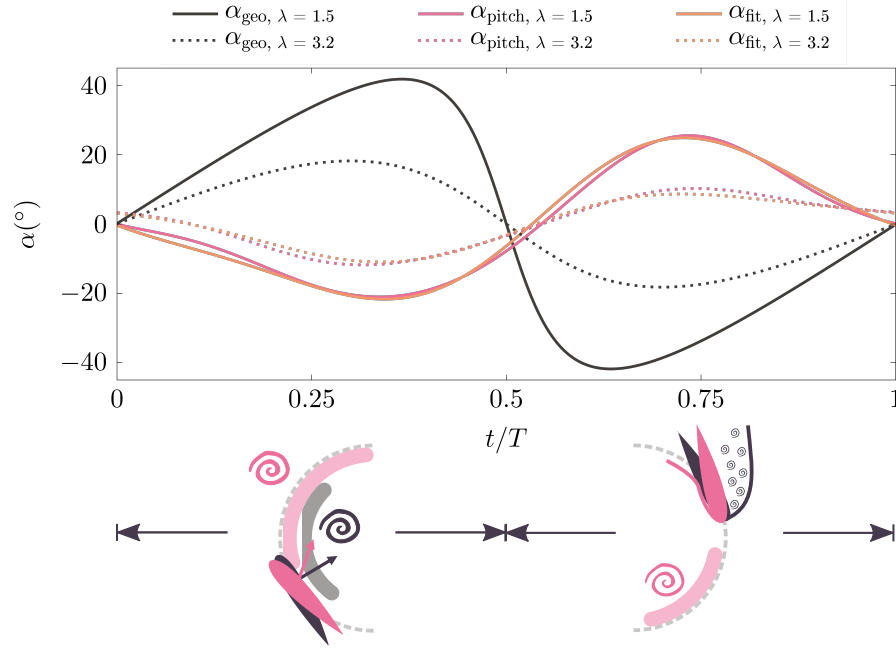 α_geo, λ = 1.5 α_pitch, λ = 1.5 α_fit, λ = 1.5
α_geo, λ = 3.2 α_pitch, λ = 3.2 α_fit, λ = 3.2
40
20
0
−20
−40
α(°)
0 0.25 0.5 0.75 1
t/T